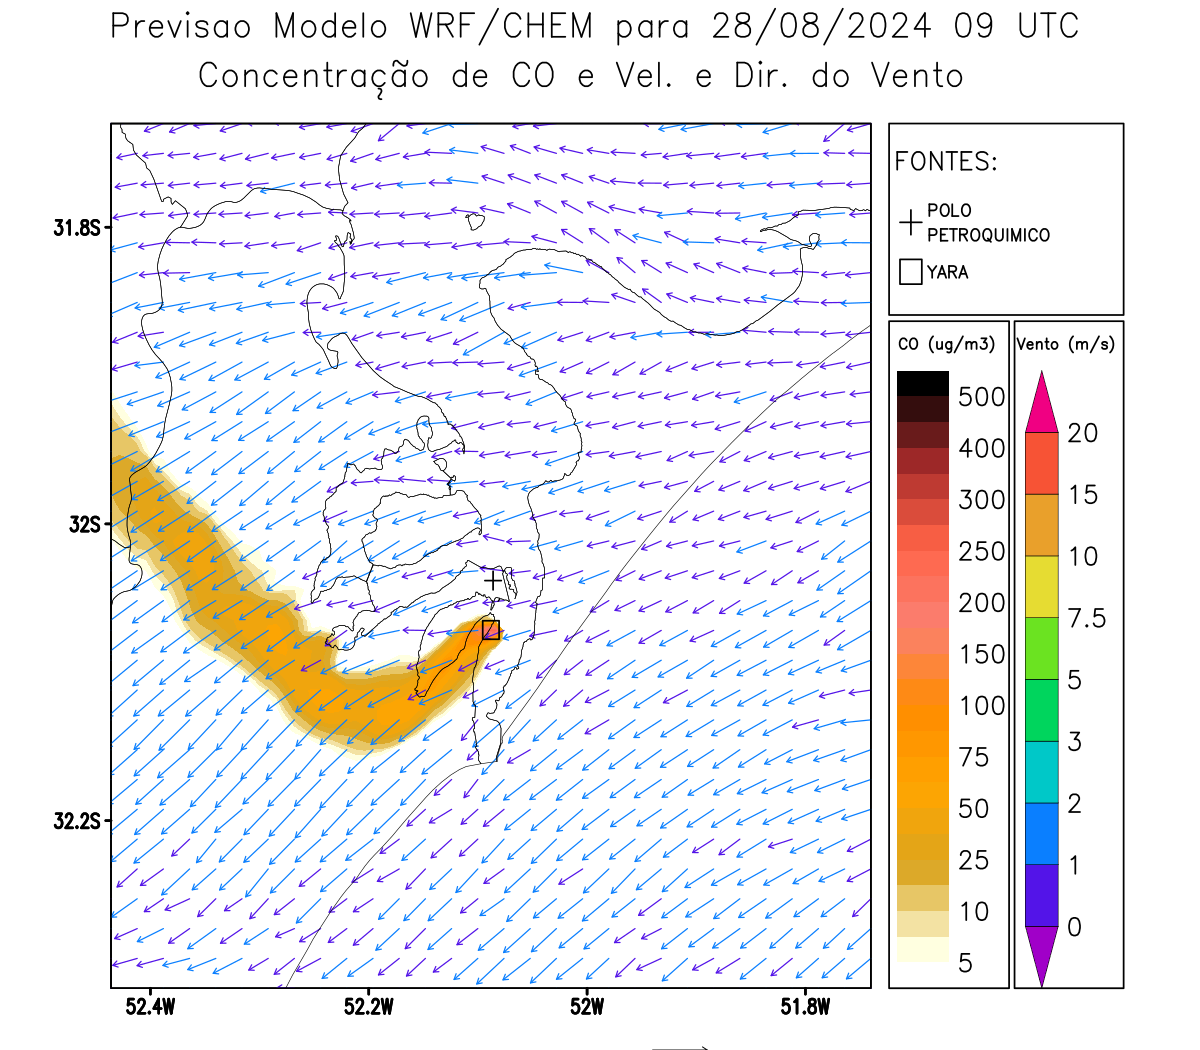 Previsao Modelo WRF/CHEM para 28/08/2024 09 UTC
Concentração de CO e Vel. e Dir. do Vento
FONTES:
POLO
PETROQUIMICO
YARA
31.8S
32S
32.2S
52.4W
52.2W
52W
51.8W
CO (ug/m3)
500
400
300
250
200
150
100
75
50
25
10
5
Vento (m/s)
20
15
10
7.5
5
3
2
1
0